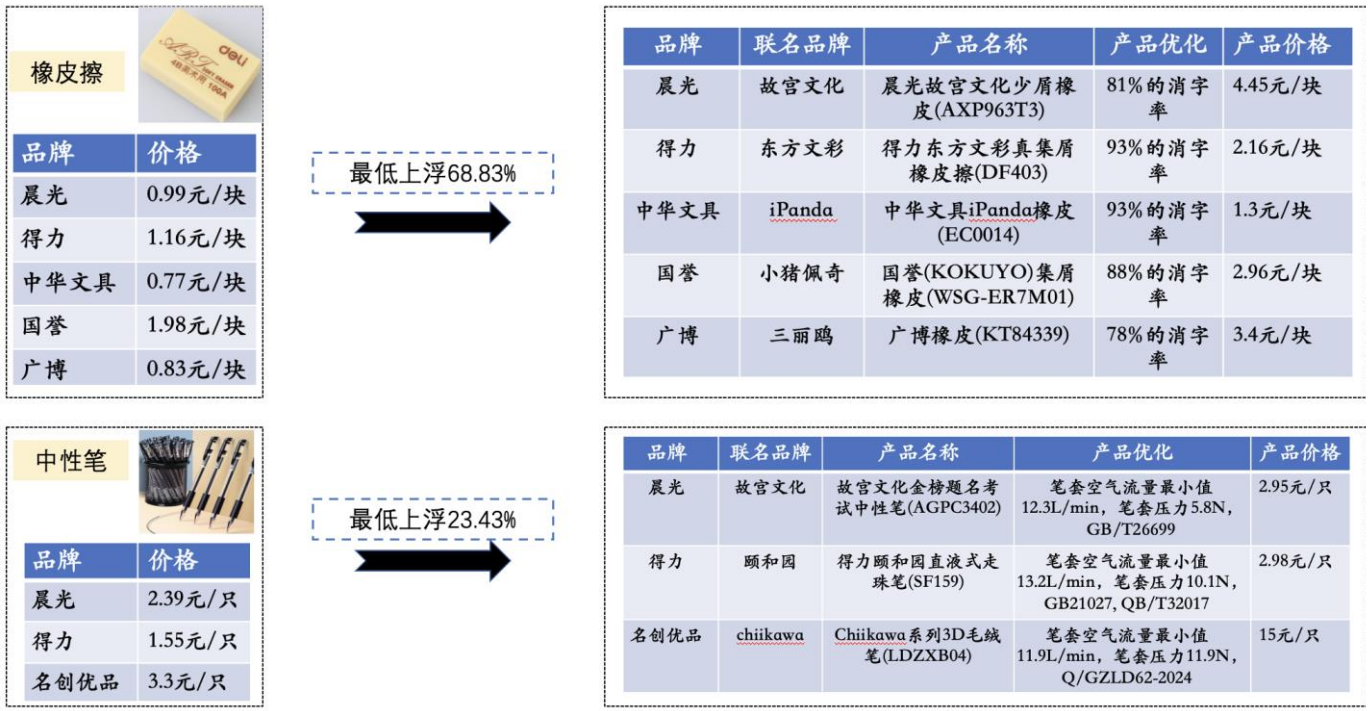 橡皮擦
deli
ART
SOFT ERASER
4B美术用 100A
品牌 价格
晨光 0.99元/块
得力 1.16元/块
中华文具 0.77元/块
国誉 1.98元/块
广博 0.83元/块
最低上浮68.83%
品牌 联名品牌 产品名称 产品优化 产品价格
晨光 故宫文化 晨光故宫文化少屑橡 81%的消字 4.45元/块
皮(AXP963T3) 率
得力 东方文彩 得力东方文彩真集屑 93%的消字 2.16元/块
橡皮擦(DF403) 率
中华文具 iPanda 中华文具iPanda橡皮 93%的消字 1.3元/块
(EC0014) 率
国誉 小猪佩奇 国誉(KOKUYO)集屑 88%的消字 2.96元/块
橡皮(WSG-ER7M01) 率
广博 三丽鸥 广博橡皮(KT84339) 78%的消字 3.4元/块
率
中性笔
品牌 价格
晨光 2.39元/只
得力 1.55元/只
名创优品 3.3元/只
最低上浮23.43%
品牌 联名品牌 产品名称 产品优化 产品价格
晨光 故宫文化 故宫文化金榜题名考 笔套空气流量最小值 2.95元/只
试中性笔(AGPC3402) 12.3L/min，笔套压力5.8N，
GB/T26699
得力 颐和园 得力颐和园直液式走 笔套空气流量最小值 2.98元/只
珠笔(SF159) 13.2L/min，笔套压力10.1N，
GB21027, QB/T32017
名创优品 chiikawa Chiikawa系列3D毛绒 笔套空气流量最小值 15元/只
笔(LDZXB04) 11.9L/min，笔套压力11.9N，
Q/GZLD62-2024